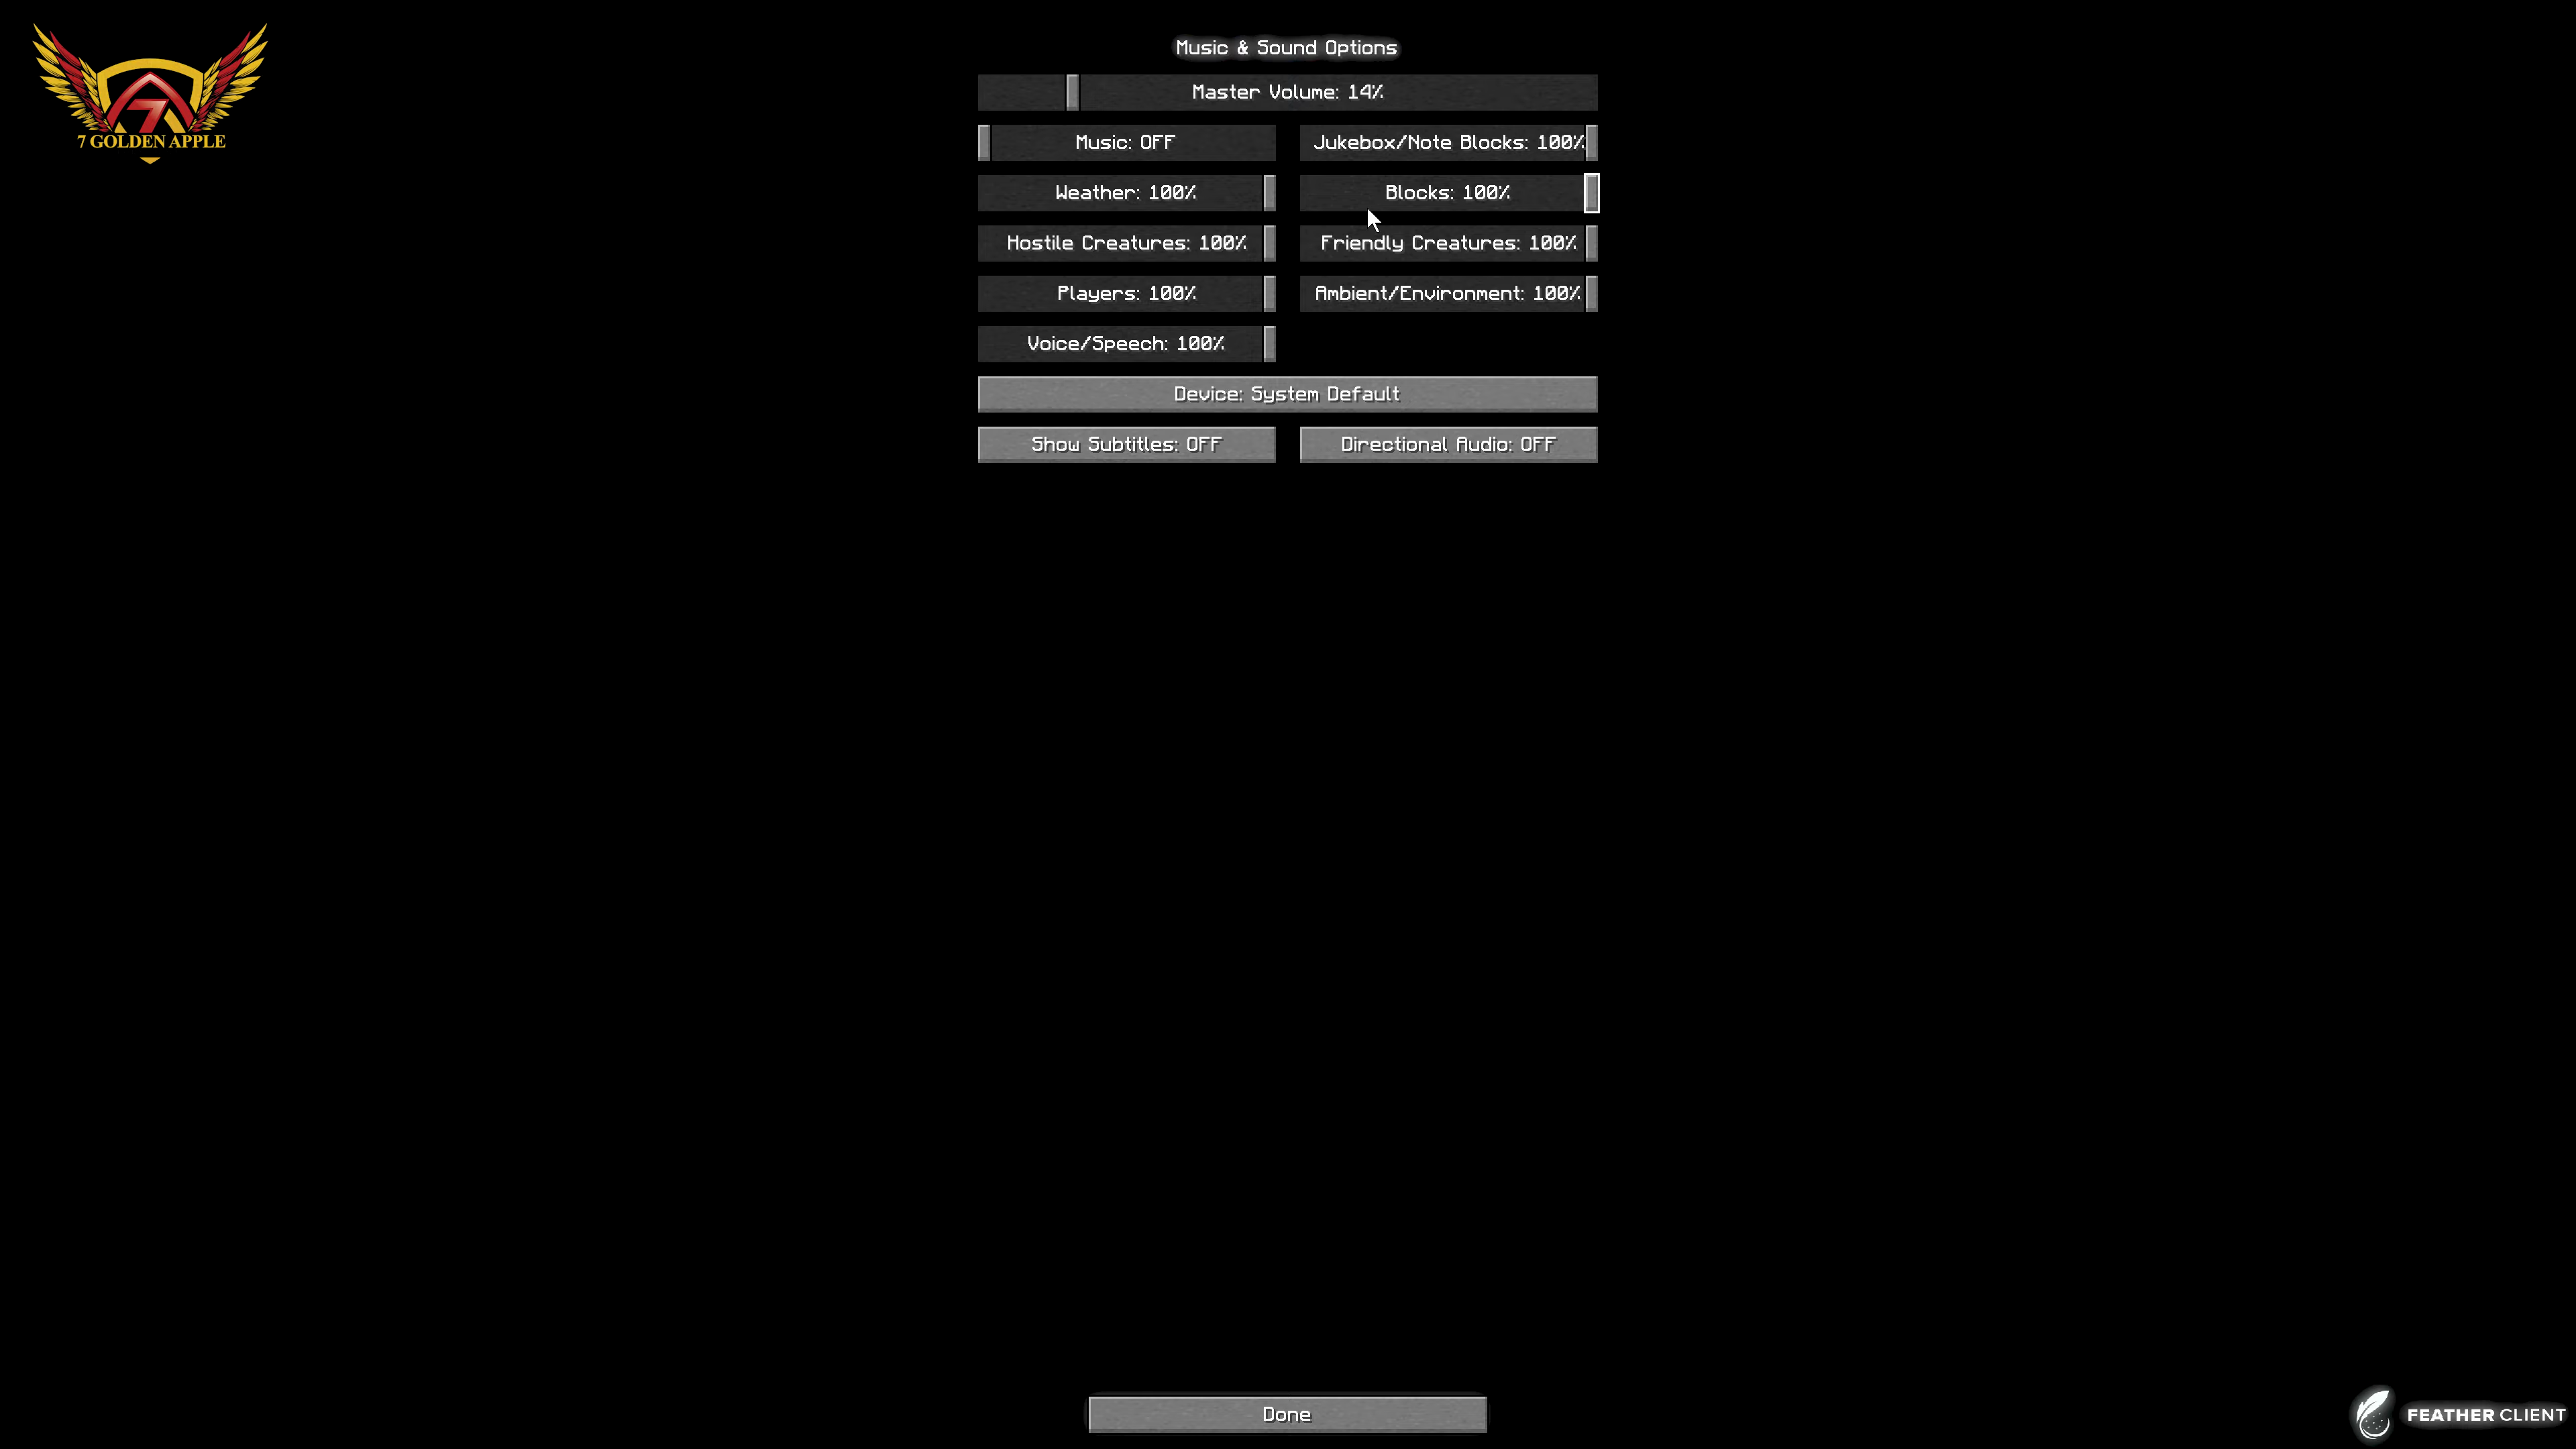 7 GOLDEN APPLE
Music & Sound Options
Master Volume: 14%
Music: OFF
Jukebox/Note Blocks: 100%
Weather: 100%
Blocks: 100%
Hostile Creatures: 100%
Friendly Creatures: 100%
Players: 100%
Ambient/Environment: 100%
Voice/Speech: 100%
Device: System Default
Show Subtitles: OFF
Directional Audio: OFF
Done
FEATHER CLIENT